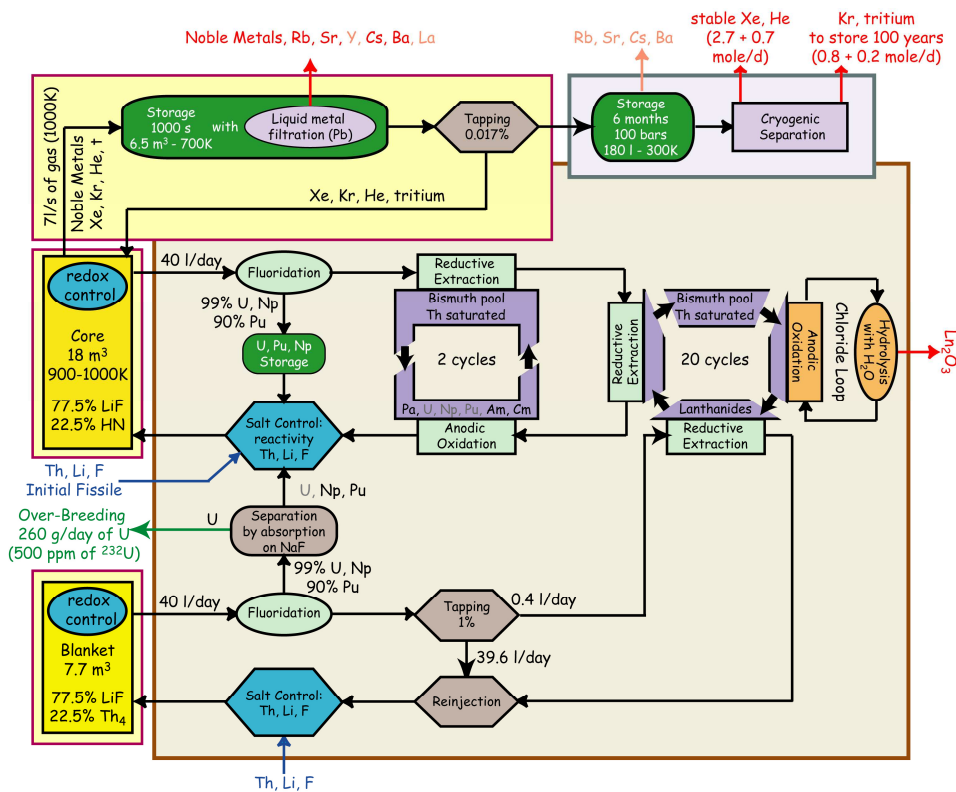 Noble Metals, Rb, Sr, Y, Cs, Ba, La
Rb, Sr, Cs, Ba
stable Xe, He
(2.7 + 0.7
mole/d)
Kr, tritium
to store 100 years
(0.8 + 0.2 mole/d)
7l/s of gas (1000K)
Noble Metals
Xe, Kr, He, t
Storage
1000 s
6.5 m³ - 700K
with
Liquid metal
filtration (Pb)
Tapping
0.017%
Storage
6 months
100 bars
180 l - 300K
Cryogenic
Separation
Xe, Kr, He, tritium
redox
control
Core
18 m³
900-1000K
77.5% LiF
22.5% HN
40 l/day
Fluoridation
99% U, Np
90% Pu
U, Pu, Np
Storage
Salt Control:
reactivity
Th, Li, F
Th, Li, F
Initial Fissile
Reductive
Extraction
Bismuth pool
Th saturated
2 cycles
Pa, U, Np, Pu, Am, Cm
Anodic
Oxidation
Reductive
Extraction
Bismuth pool
Th saturated
20 cycles
Lanthanides
Reductive
Extraction
Anodic
Oxidation
Chloride Loop
Hydrolysis
with H₂O
Ln₂O₃
U, Np, Pu
Over-Breeding
260 g/day of U
(500 ppm of ²³²U)
U
Separation
by absorption
on NaF
99% U, Np
90% Pu
redox
control
Blanket
7.7 m³
77.5% LiF
22.5% Th₄
40 l/day
Fluoridation
Tapping
1%
0.4 l/day
39.6 l/day
Reinjection
Salt Control:
Th, Li, F
Th, Li, F